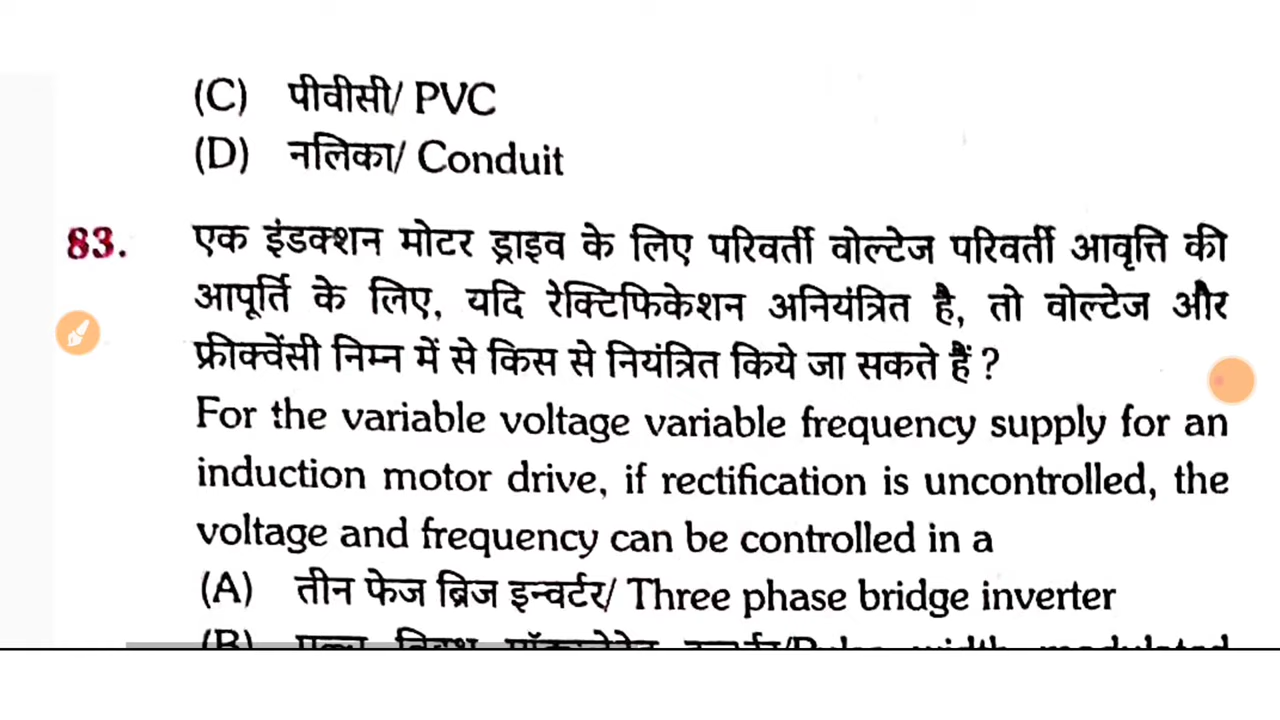 (C) पीवीसी/ PVC
(D) नलिका/ Conduit
83. एक इंडक्शन मोटर ड्राइव के लिए परिवर्ती वोल्टेज परिवर्ती आवृत्ति की
आपूर्ति के लिए, यदि रेक्टिफिकेशन अनियंत्रित है, तो वोल्टेज और
फ्रीक्वेंसी निम्न में से किस से नियंत्रित किये जा सकते हैं ?
For the variable voltage variable frequency supply for an
induction motor drive, if rectification is uncontrolled, the
voltage and frequency can be controlled in a
(A) तीन फेज ब्रिज इन्वर्टर/ Three phase bridge inverter